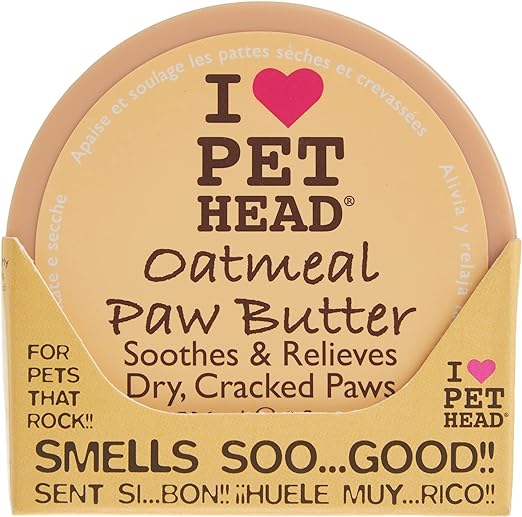 Apaise et soulage les pattes sèches et crevassées
I ♥
PET
HEAD®
Oatmeal
Paw Butter
Soothes & Relieves
Dry, Cracked Paws
Alivia y relaja
e secche
FOR
PETS
THAT
ROCK!!
I ♥
PET
HEAD®
SMELLS SOO...GOOD!!
SENT SI...BON!! ¡¡HUELE MUY...RICO!!